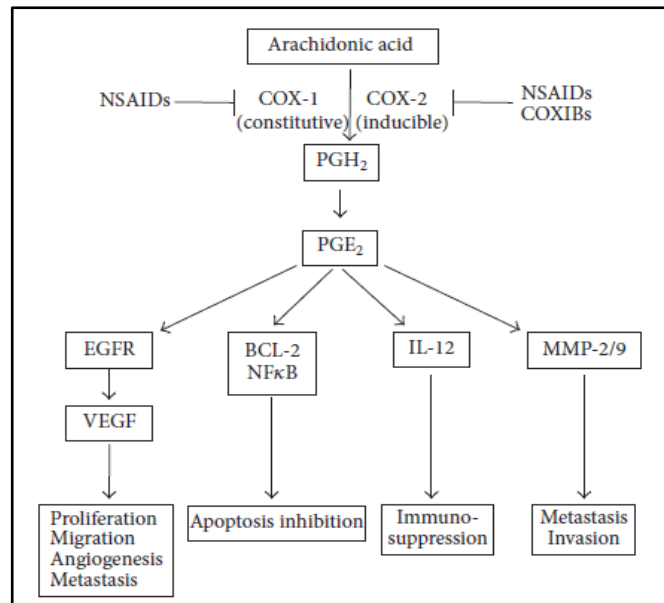 Arachidonic acid
NSAIDs
COX-1
(constitutive)
COX-2
(inducible)
NSAIDs
COXIBs
PGH₂
PGE₂
EGFR
BCL-2
NFκB
IL-12
MMP-2/9
VEGF
Proliferation
Migration
Angiogenesis
Metastasis
Apoptosis inhibition
Immuno-
suppression
Metastasis
Invasion